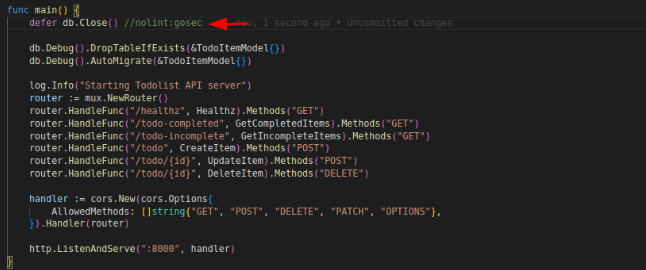 func main() {
    defer db.Close() //nolint:gosec    You, 1 second ago • Uncommitted changes
    db.Debug().DropTableIfExists(&TodoItemModel{})
    db.Debug().AutoMigrate(&TodoItemModel{})
    log.Info("Starting Todolist API server")
    router := mux.NewRouter()
    router.HandleFunc("/healthz", Healthz).Methods("GET")
    router.HandleFunc("/todo-completed", GetCompletedItems).Methods("GET")
    router.HandleFunc("/todo-incomplete", GetIncompleteItems).Methods("GET")
    router.HandleFunc("/todo", CreateItem).Methods("POST")
    router.HandleFunc("/todo/{id}", UpdateItem).Methods("POST")
    router.HandleFunc("/todo/{id}", DeleteItem).Methods("DELETE")
    handler := cors.New(cors.Options{
        AllowedMethods: []string{"GET", "POST", "DELETE", "PATCH", "OPTIONS"},
    }).Handler(router)
    http.ListenAndServe(":8000", handler)
}